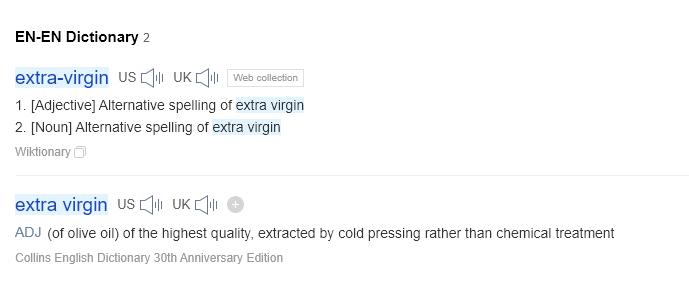 EN-EN Dictionary 2
extra-virgin US UK Web collection
1. [Adjective] Alternative spelling of extra virgin
2. [Noun] Alternative spelling of extra virgin
Wiktionary
extra virgin US UK
ADJ (of olive oil) of the highest quality, extracted by cold pressing rather than chemical treatment
Collins English Dictionary 30th Anniversary Edition